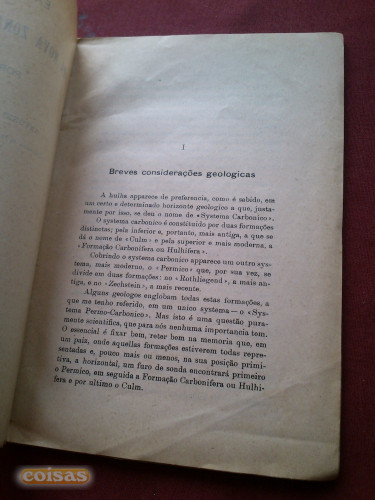 I
Breves considerações geologicas
A hulha apparece de preferencia, como é sabido, em
um certo e determinado horizonte geologico a que, justa-
mente por isso, se deu o nome de «Systema Carbonico».
O systema carbonico é constituido por duas formações
distinctas; pela inferior e, portanto, mais antiga, a que se
dá o nome de «Culm» e pela superior e mais moderna, a
«Formação Carbonifera ou Hulhifera».
Cobrindo o systema carbonico apparece um outro sys-
tema, mais moderno, o «Permico» que, por sua vez, se
divide em duas formações: no «Rothliegend», a mais an-
tiga, e no «Zechstein», a mais recente.
Alguns geologos englobam todas estas formações, a
que me tenho referido, em um unico systema — o «Sys-
tema Permo-Carbonico». Mas isto é uma questão pura-
mente scientifica, que para nós nenhuma importancia tem.
O essencial é fixar bem, reter bem na memoria que, em
um paiz, onde aquellas formações estiverem todas repre-
sentadas e, pouco mais ou menos, na sua posição primi-
tiva, a horizontal, um furo de sonda encontrará primeiro
o Permico, em seguida a Formação Carbonifera ou Hulhi-
fera e por ultimo o Culm.
coisas